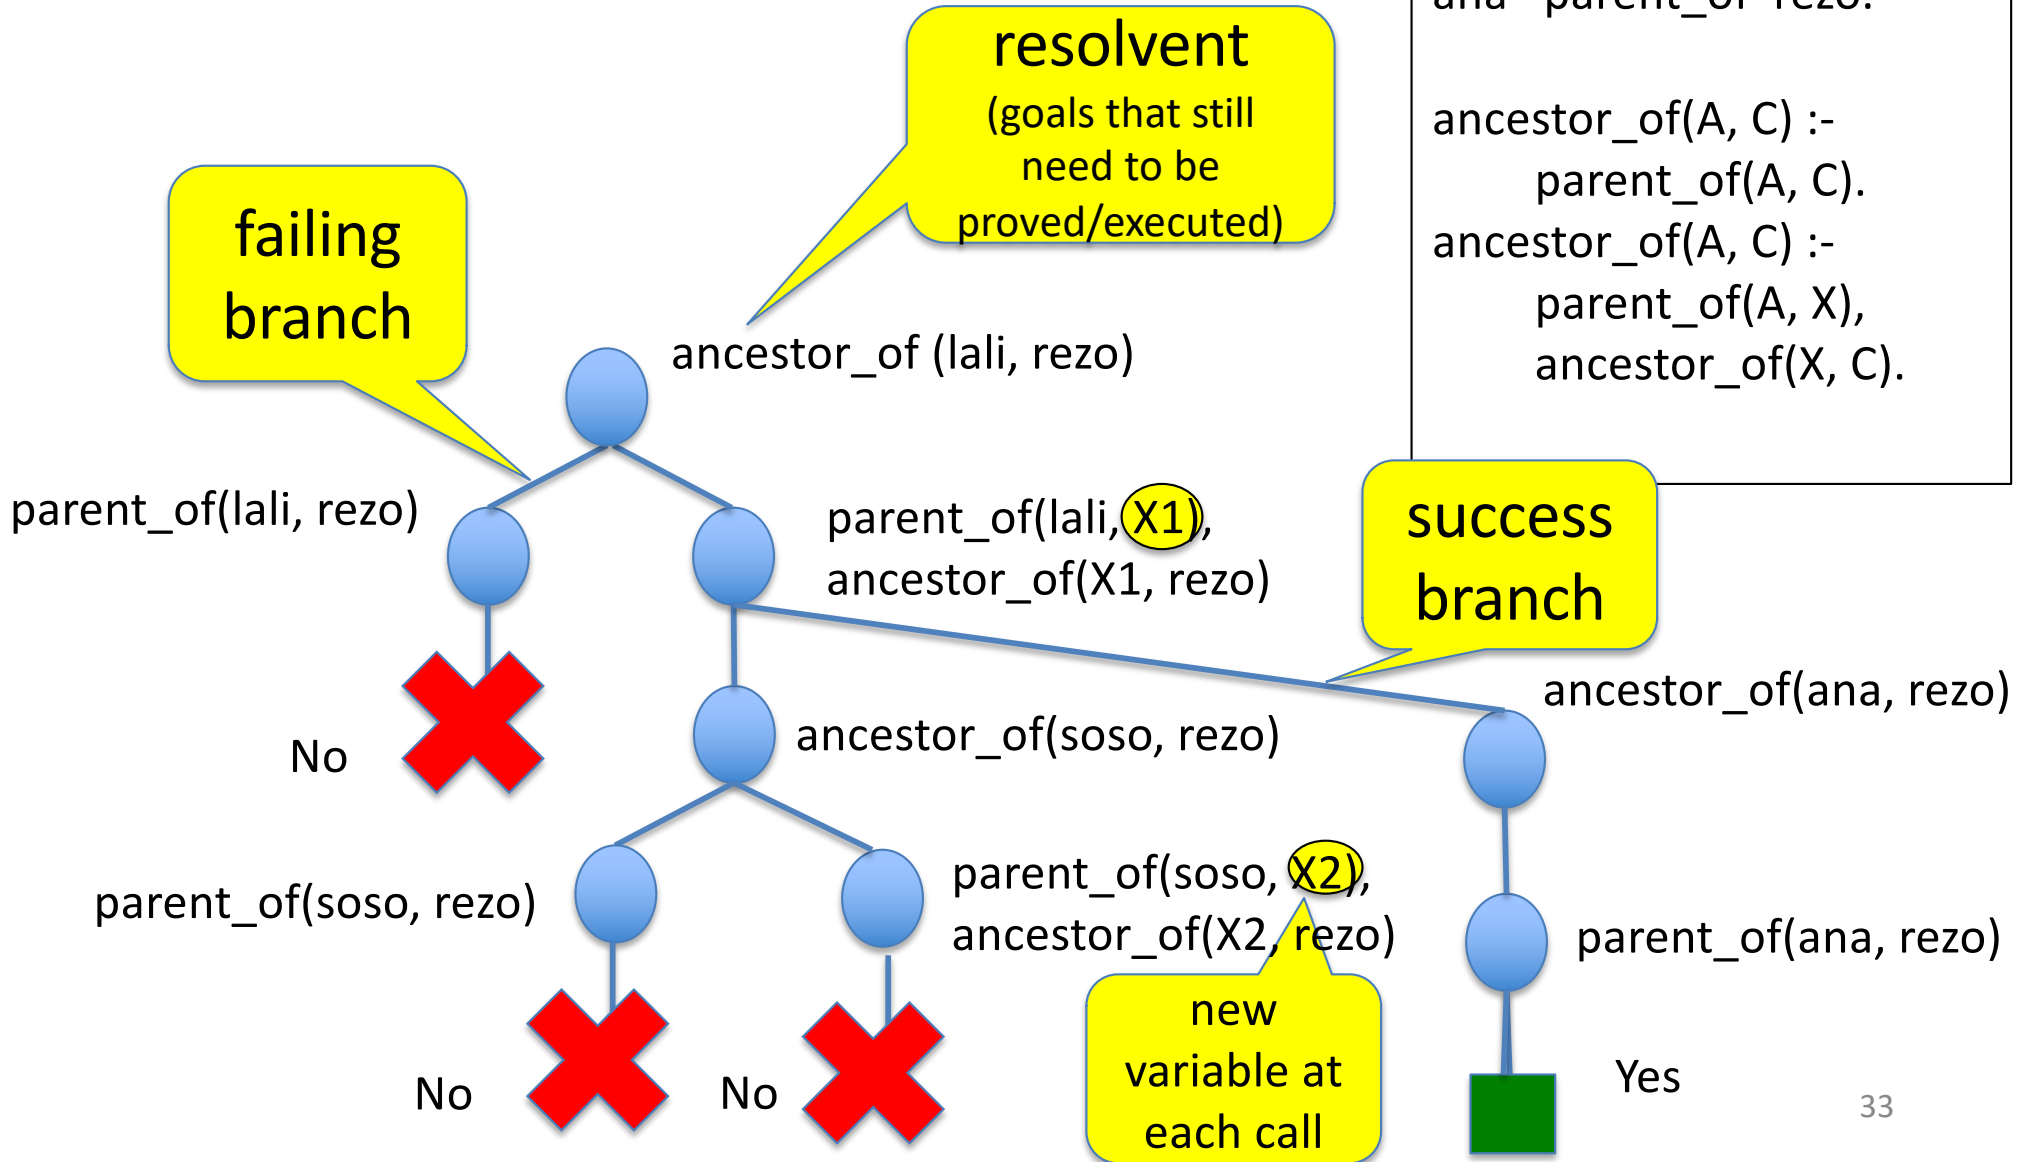 ana parent_of rezo.
resolvent
(goals that still
need to be
proved/executed)
ancestor_of(A, C) :-
parent_of(A, C).
ancestor_of(A, C) :-
parent_of(A, X),
ancestor_of(X, C).
failing
branch
ancestor_of (lali, rezo)
parent_of(lali, rezo)
parent_of(lali, X1),
ancestor_of(X1, rezo)
success
branch
ancestor_of(ana, rezo)
No
ancestor_of(soso, rezo)
parent_of(soso, rezo)
parent_of(soso, X2),
ancestor_of(X2, rezo)
parent_of(ana, rezo)
new
variable at
each call
No
No
Yes
33